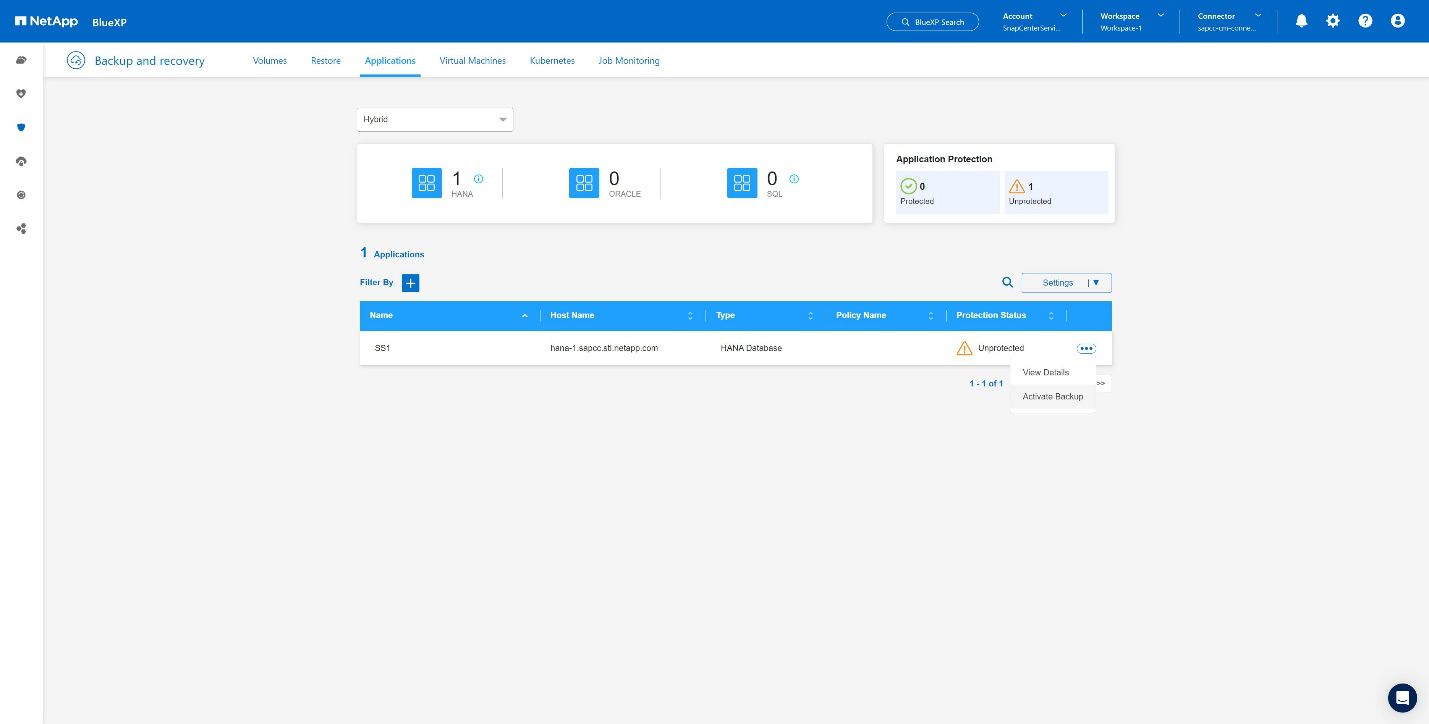 NetApp BlueXP
BlueXP Search
Account
SnapCenterServi...
Workspace
Workspace-1
Connector
sapcc-cm-conne...
Backup and recovery
Volumes
Restore
Applications
Virtual Machines
Kubernetes
Job Monitoring
Hybrid
1
HANA
0
ORACLE
0
SQL
Application Protection
0
Protected
1
Unprotected
1 Applications
Filter By
Settings
Name
Host Name
Type
Policy Name
Protection Status
SS1
hana-1.sapcc.stl.netapp.com
HANA Database
Unprotected
View Details
1 - 1 of 1
>>
Activate Backup